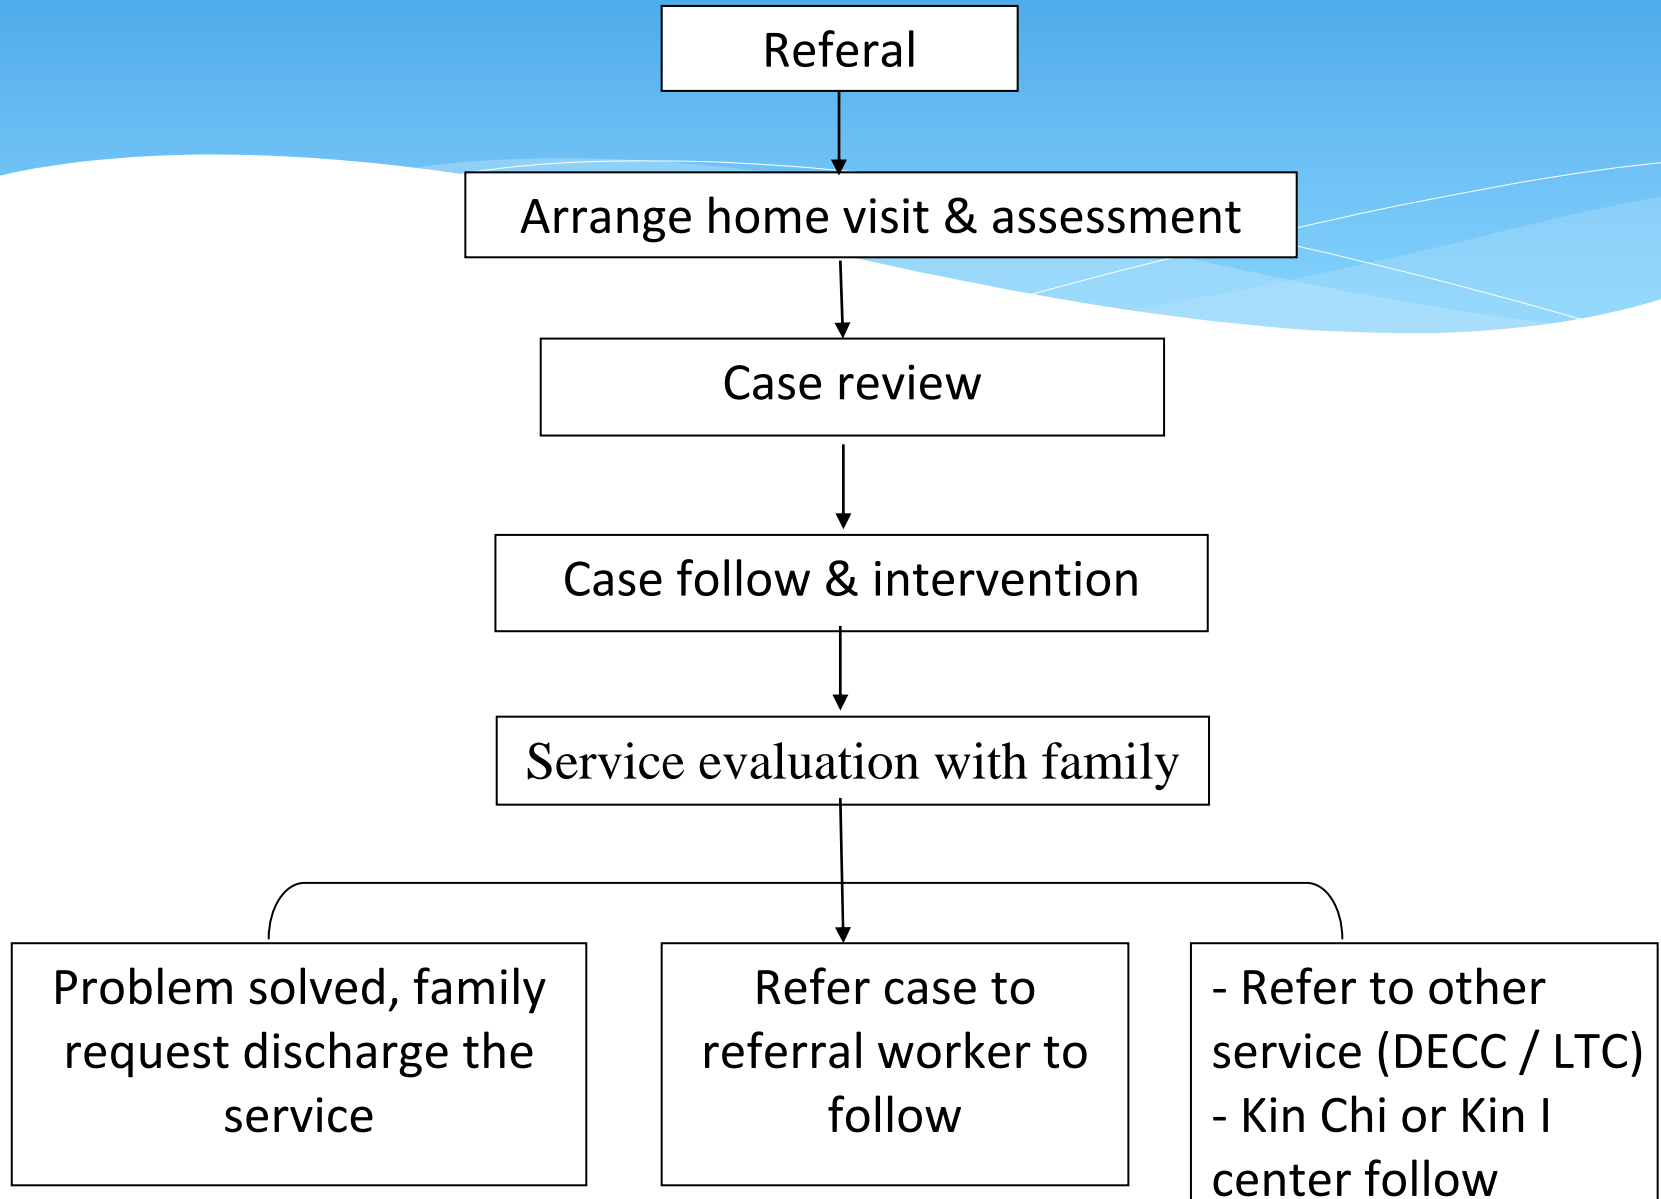 Referal
Arrange home visit & assessment
Case review
Case follow & intervention
Service evaluation with family
Problem solved, family
request discharge the
service
Refer case to
referral worker to
follow
- Refer to other
service (DECC / LTC)
- Kin Chi or Kin I
center follow